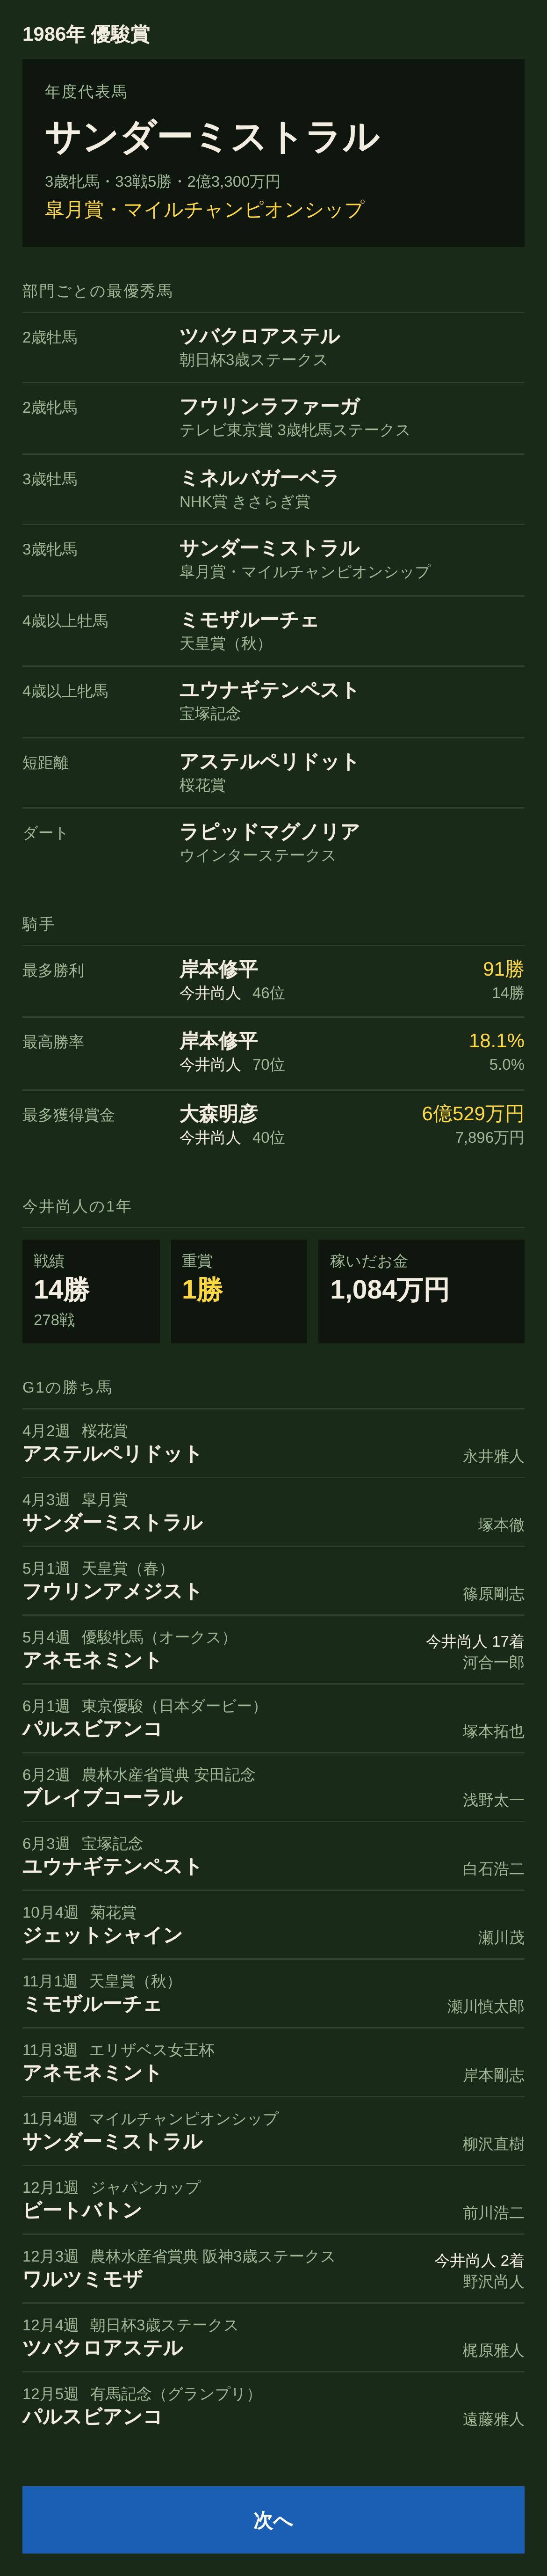 1986年 優駿賞
年度代表馬
サンダーミストラル
3歳牝馬・33戦5勝・2億3,300万円
皐月賞・マイルチャンピオンシップ
部門ごとの最優秀馬
2歳牡馬 ツバクロアステル
朝日杯3歳ステークス
2歳牝馬 フウリンラファーガ
テレビ東京賞 3歳牝馬ステークス
3歳牡馬 ミネルバガーベラ
NHK賞 きさらぎ賞
3歳牝馬 サンダーミストラル
皐月賞・マイルチャンピオンシップ
4歳以上牡馬 ミモザルーチェ
天皇賞（秋）
4歳以上牝馬 ユウナギテンペスト
宝塚記念
短距離 アステルペリドット
桜花賞
ダート ラピッドマグノリア
ウインターステークス
騎手
最多勝利 岸本修平 91勝
今井尚人 46位 14勝
最高勝率 岸本修平 18.1%
今井尚人 70位 5.0%
最多獲得賞金 大森明彦 6億529万円
今井尚人 40位 7,896万円
今井尚人の1年
戦績 重賞 稼いだお金
14勝 1勝 1,084万円
278戦
G1の勝ち馬
4月2週 桜花賞
アステルペリドット 永井雅人
4月3週 皐月賞
サンダーミストラル 塚本徹
5月1週 天皇賞（春）
フウリンアメジスト 篠原剛志
5月4週 優駿牝馬（オークス） 今井尚人 17着
アネモネミント 河合一郎
6月1週 東京優駿（日本ダービー）
パルスビアンコ 塚本拓也
6月2週 農林水産省賞典 安田記念
ブレイブコーラル 浅野太一
6月3週 宝塚記念
ユウナギテンペスト 白石浩二
10月4週 菊花賞
ジェットシャイン 瀬川茂
11月1週 天皇賞（秋）
ミモザルーチェ 瀬川慎太郎
11月3週 エリザベス女王杯
アネモネミント 岸本剛志
11月4週 マイルチャンピオンシップ
サンダーミストラル 柳沢直樹
12月1週 ジャパンカップ
ビートバトン 前川浩二
12月3週 農林水産省賞典 阪神3歳ステークス 今井尚人 2着
ワルツミモザ 野沢尚人
12月4週 朝日杯3歳ステークス
ツバクロアステル 梶原雅人
12月5週 有馬記念（グランプリ）
パルスビアンコ 遠藤雅人
次へ